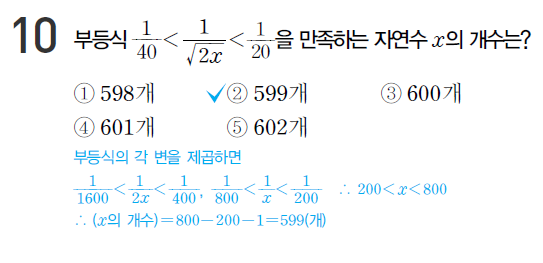 10 부등식 1/40 < 1/√2x < 1/20 을 만족하는 자연수 x의 개수는?
① 598개 ② 599개 ③ 600개
④ 601개 ⑤ 602개
부등식의 각 변을 제곱하면
1/1600 < 1/2x < 1/400, 1/800 < 1/x < 1/200 ∴ 200<x<800
∴ (x의 개수)=800-200-1=599(개)